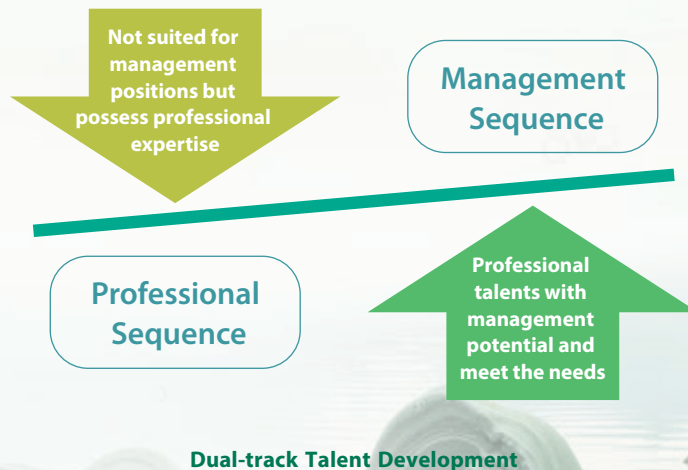 Not suited for
management
positions but
possess professional
expertise
Management
Sequence
Professional
Sequence
Professional
talents with
management
potential and
meet the needs
Dual-track Talent Development